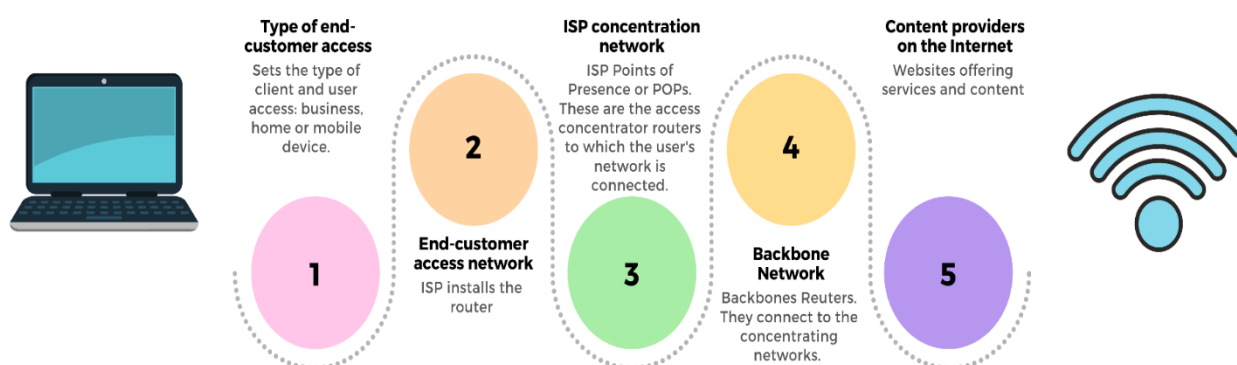 Type of end-
customer access
Sets the type of
client and user
access: business,
home or mobile
device.
1
2
End-customer
access network
ISP installs the
router
ISP concentration
network
ISP Points of
Presence or POPs.
These are the access
concentrator routers
to which the user's
network is
connected.
3
4
Backbone
Network
Backbones Reuters.
They connect to the
concentrating
networks.
Content providers
on the Internet
Websites offering
services and content
5